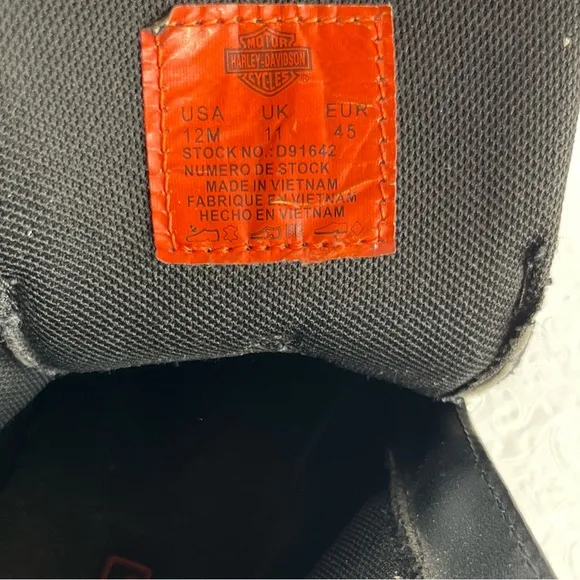 MOTOR
HARLEY-DAVIDSON
CYCLES ®
USA UK EUR
12M 11 45
STOCK NO.: D91642
NUMERO DE STOCK
MADE IN VIETNAM
FABRIQUE EN VIETNAM
HECHO EN VIETNAM